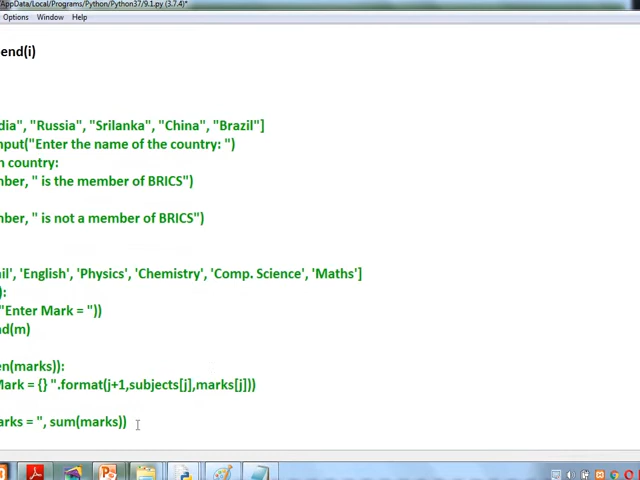 /AppData/Local/Programs/Python/Python37/9.1.py (3.7.4)*
Options Window Help
end(i)
dia", "Russia", "Srilanka", "China", "Brazil"]
nput("Enter the name of the country: ")
n country:
mber, " is the member of BRICS")
mber, " is not a member of BRICS")
nil', 'English', 'Physics', 'Chemistry', 'Comp. Science', 'Maths']
):
"Enter Mark = "))
nd(m)
en(marks)):
Mark = {} ".format(j+1,subjects[j],marks[j]))
arks = ", sum(marks))